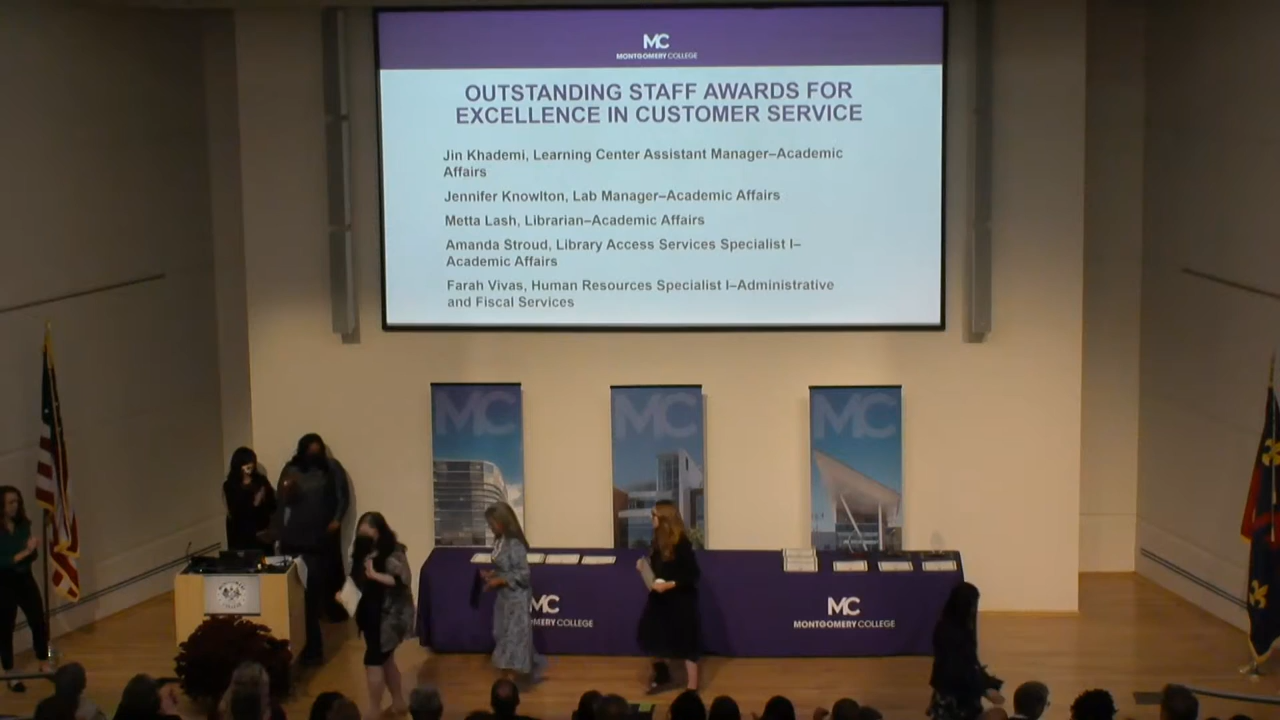 MC
MONTGOMERY COLLEGE
OUTSTANDING STAFF AWARDS FOR
EXCELLENCE IN CUSTOMER SERVICE
Jin Khademi, Learning Center Assistant Manager–Academic
Affairs
Jennifer Knowlton, Lab Manager–Academic Affairs
Metta Lash, Librarian–Academic Affairs
Amanda Stroud, Library Access Services Specialist I–
Academic Affairs
Farah Vivas, Human Resources Specialist I–Administrative
and Fiscal Services
MC
MC
MC
MC
MERY COLLEGE
MC
MONTGOMERY COLLEGE